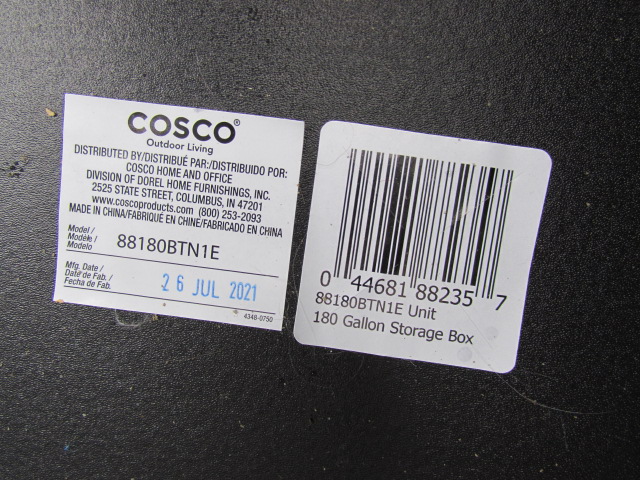 COSCO®
Outdoor Living
DISTRIBUTED BY/DISTRIBUÉ PAR:/DISTRIBUIDO POR:
COSCO HOME AND OFFICE
DIVISION OF DOREL HOME FURNISHINGS, INC.
2525 STATE STREET, COLUMBUS, IN 47201
www.coscoproducts.com (800) 253-2093
MADE IN CHINA/FABRIQUÉ EN CHINE/FABRICADO EN CHINA
Model /
Modèle /
Modelo
88180BTN1E
Mfg. Date /
Date de Fab. /
Fecha de Fab.
26 JUL 2021
4348-0750
0 44681 88235 7
88180BTN1E Unit
180 Gallon Storage Box